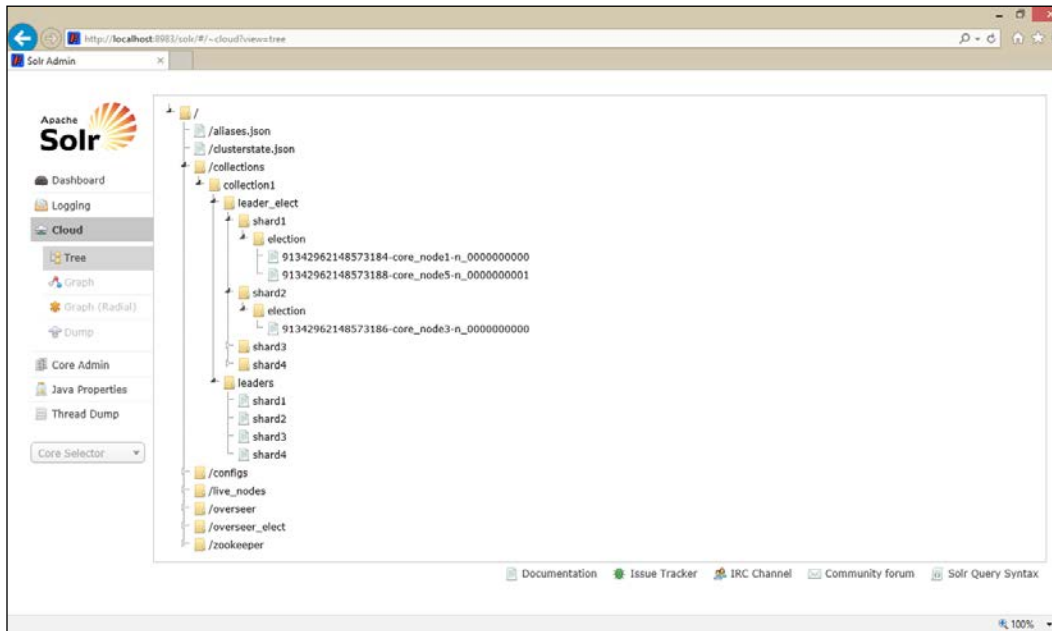 http://localhost:8983/solr/#/~cloud?view=tree
Solr Admin
Apache
Solr
Dashboard
Logging
Cloud
Tree
Graph
Graph (Radial)
Dump
Core Admin
Java Properties
Thread Dump
Core Selector
/
/aliases.json
/clusterstate.json
/collections
collection1
leader_elect
shard1
election
91342962148573184-core_node1-n_0000000000
91342962148573188-core_node5-n_0000000001
shard2
election
91342962148573186-core_node3-n_0000000000
shard3
shard4
leaders
shard1
shard2
shard3
shard4
/configs
/live_nodes
/overseer
/overseer_elect
/zookeeper
Documentation Issue Tracker IRC Channel Community forum Solr Query Syntax
100%